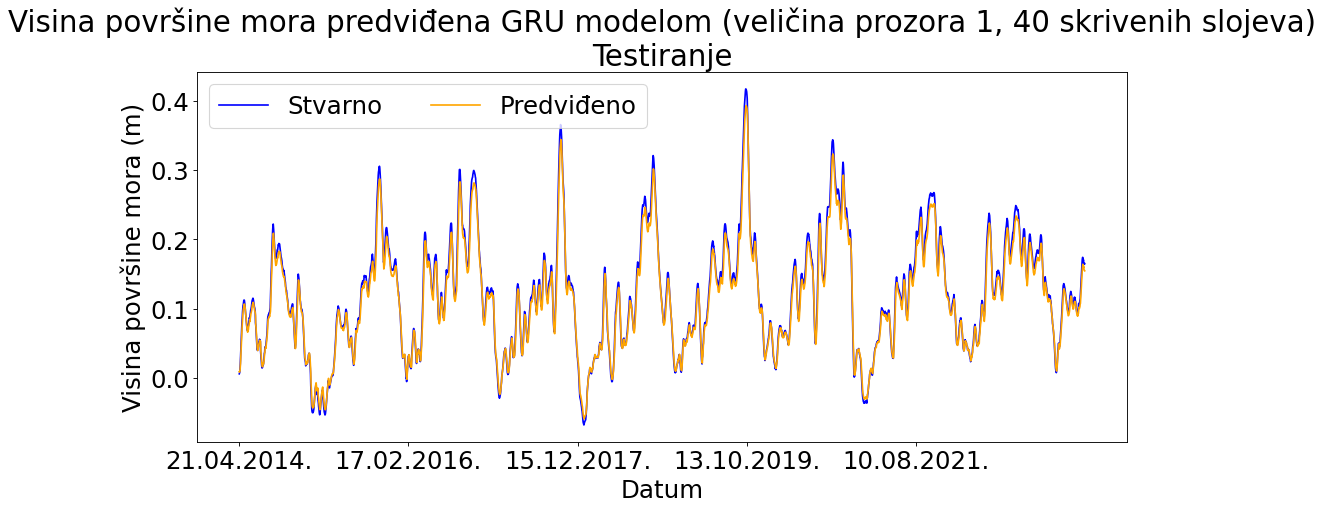 Visina površine mora predviđena GRU modelom (veličina prozora 1, 40 skrivenih slojeva)
Testiranje
Stvarno
Predviđeno
Visina površine mora (m)
0.4
0.3
0.2
0.1
0.0
21.04.2014.
17.02.2016.
15.12.2017.
13.10.2019.
10.08.2021.
Datum